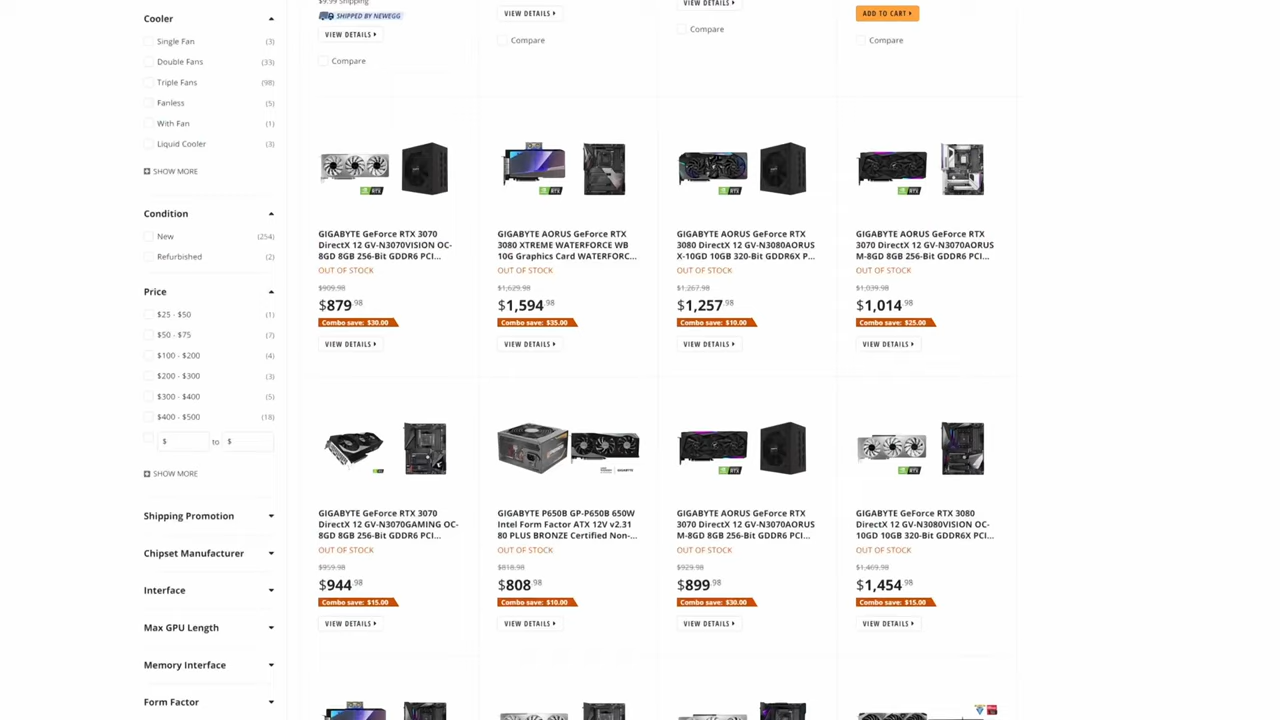 Cooler
Single Fan (3)
Double Fans (33)
Triple Fans (98)
Fanless (5)
With Fan (1)
Liquid Cooler (3)
SHOW MORE
Condition
New (254)
Refurbished (2)
Price
$25 - $50 (1)
$50 - $75 (7)
$100 - $200 (4)
$200 - $300 (3)
$300 - $400 (5)
$400 - $500 (18)
$ to $
SHOW MORE
Shipping Promotion
Chipset Manufacturer
Interface
Max GPU Length
Memory Interface
Form Factor
$9.99 Shipping
SHIPPED BY NEWEGG
VIEW DETAILS
Compare
VIEW DETAILS
Compare
VIEW DETAILS
Compare
ADD TO CART
Compare
GIGABYTE GeForce RTX 3070
DirectX 12 GV-N3070VISION OC-
8GD 8GB 256-Bit GDDR6 PCI...
OUT OF STOCK
$909.98
$879.98
Combo save: $30.00
VIEW DETAILS
GIGABYTE AORUS GeForce RTX
3080 XTREME WATERFORCE WB
10G Graphics Card WATERFORC...
OUT OF STOCK
$1,629.98
$1,594.98
Combo save: $35.00
VIEW DETAILS
GIGABYTE AORUS GeForce RTX
3080 DirectX 12 GV-N3080AORUS
X-10GD 10GB 320-Bit GDDR6X P...
OUT OF STOCK
$1,267.98
$1,257.98
Combo save: $10.00
VIEW DETAILS
GIGABYTE AORUS GeForce RTX
3070 DirectX 12 GV-N3070AORUS
M-8GD 8GB 256-Bit GDDR6 PCI...
OUT OF STOCK
$1,039.98
$1,014.98
Combo save: $25.00
VIEW DETAILS
GIGABYTE GeForce RTX 3070
DirectX 12 GV-N3070GAMING OC-
8GD 8GB 256-Bit GDDR6 PCI...
OUT OF STOCK
$959.98
$944.98
Combo save: $15.00
VIEW DETAILS
GIGABYTE P650B GP-P650B 650W
Intel Form Factor ATX 12V v2.31
80 PLUS BRONZE Certified Non-...
OUT OF STOCK
$818.98
$808.98
Combo save: $10.00
VIEW DETAILS
GIGABYTE AORUS GeForce RTX
3070 DirectX 12 GV-N3070AORUS
M-8GD 8GB 256-Bit GDDR6 PCI...
OUT OF STOCK
$929.98
$899.98
Combo save: $30.00
VIEW DETAILS
GIGABYTE GeForce RTX 3080
DirectX 12 GV-N3080VISION OC-
10GD 10GB 320-Bit GDDR6X PCI...
OUT OF STOCK
$1,469.98
$1,454.98
Combo save: $15.00
VIEW DETAILS